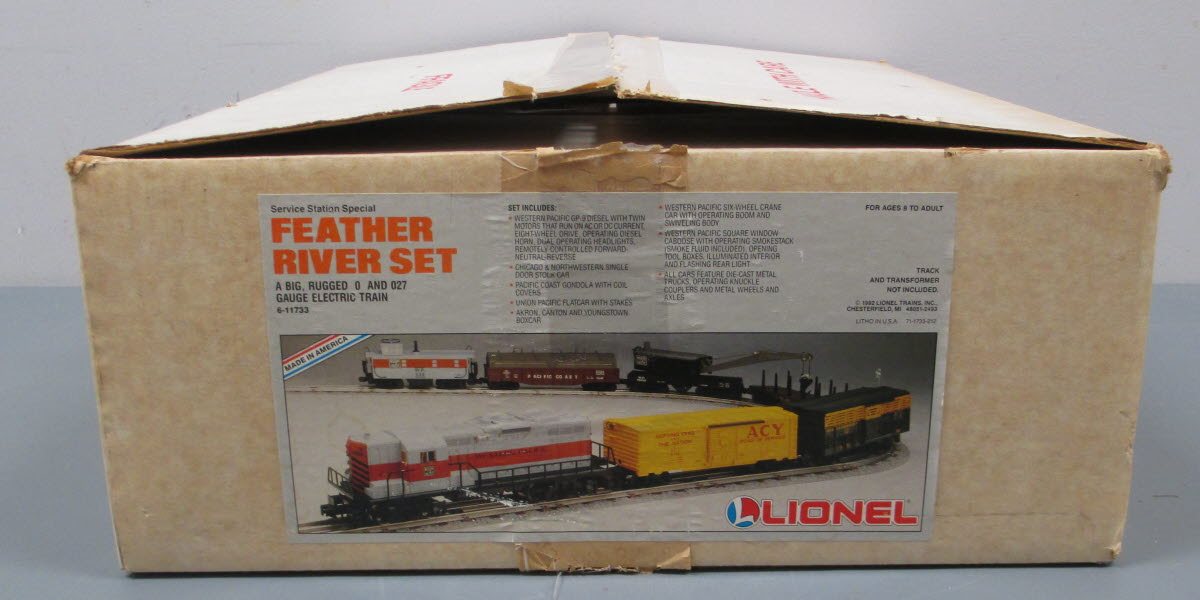 Service Station Special
FEATHER
RIVER SET
A BIG, RUGGED O AND 027
GAUGE ELECTRIC TRAIN
6-11733
SET INCLUDES:
• WESTERN PACIFIC GP-9 DIESEL WITH TWIN
MOTORS THAT RUN ON AC OR DC CURRENT,
EIGHT-WHEEL DRIVE, OPERATING DIESEL
HORN, DUAL OPERATING HEADLIGHTS,
REMOTELY CONTROLLED FORWARD-
NEUTRAL-REVERSE
• CHICAGO & NORTHWESTERN SINGLE
DOOR STOCK CAR
• PACIFIC COAST GONDOLA WITH COIL
COVERS
• UNION PACIFIC FLATCAR WITH STAKES
• AKRON, CANTON AND YOUNGSTOWN
BOXCAR
• WESTERN PACIFIC SIX-WHEEL CRANE
CAR WITH OPERATING BOOM AND
SWIVELING BODY
• WESTERN PACIFIC SQUARE WINDOW
CABOOSE WITH OPERATING SMOKESTACK
(SMOKE FLUID INCLUDED), OPENING
TOOL BOXES, ILLUMINATED INTERIOR
AND FLASHING REAR LIGHT
• ALL CARS FEATURE DIE-CAST METAL
TRUCKS, OPERATING KNUCKLE
COUPLERS AND METAL WHEELS AND
AXLES
FOR AGES 8 TO ADULT
TRACK
AND TRANSFORMER
NOT INCLUDED.
© 1992 LIONEL TRAINS, INC.
CHESTERFIELD, MI 48051-2493
LITHO IN U.S.A. 71-1733-252
MADE IN AMERICA
PACIFIC COAST
ACY
LIONEL